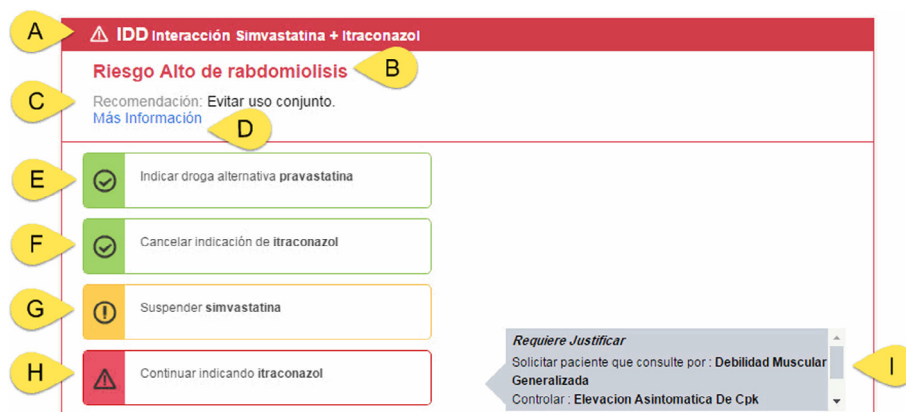 A
IDD Interacción Simvastatina + Itraconazol
Riesgo Alto de rabdomiolisis
B
C
Recomendación: Evitar uso conjunto.
Más Información
D
E
Indicar droga alternativa pravastatina
F
Cancelar indicación de itraconazol
G
Suspender simvastatina
H
Continuar indicando itraconazol
Requiere Justificar
Solicitar paciente que consulte por : Debilidad Muscular
Generalizada
Controlar : Elevacion Asintomatica De Cpk
I